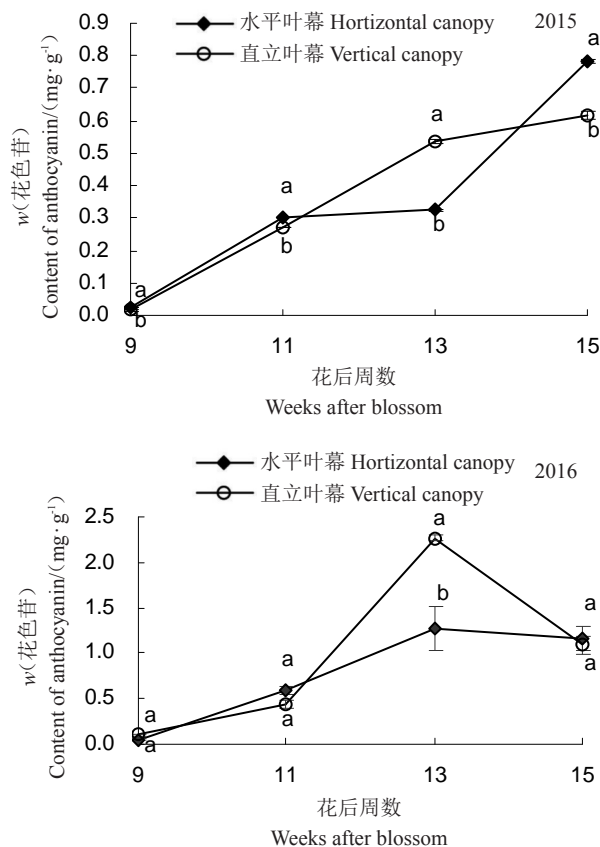 水平叶幕 Hortizontal canopy 2015
直立叶幕 Vertical canopy
w(花色苷)
Content of anthocyanin/(mg·g-1)
0.9
0.8
0.7
0.6
0.5
0.4
0.3
0.2
0.1
0.0
a
b
a
b
a
b
a
b
9 11 13 15
花后周数
Weeks after blossom
水平叶幕 Hortizontal canopy 2016
直立叶幕 Vertical canopy
w(花色苷)
Content of anthocyanin/(mg·g-1)
2.5
2.0
1.5
1.0
0.5
0.0
a
a
a
a
a
b
a
a
9 11 13 15
花后周数
Weeks after blossom